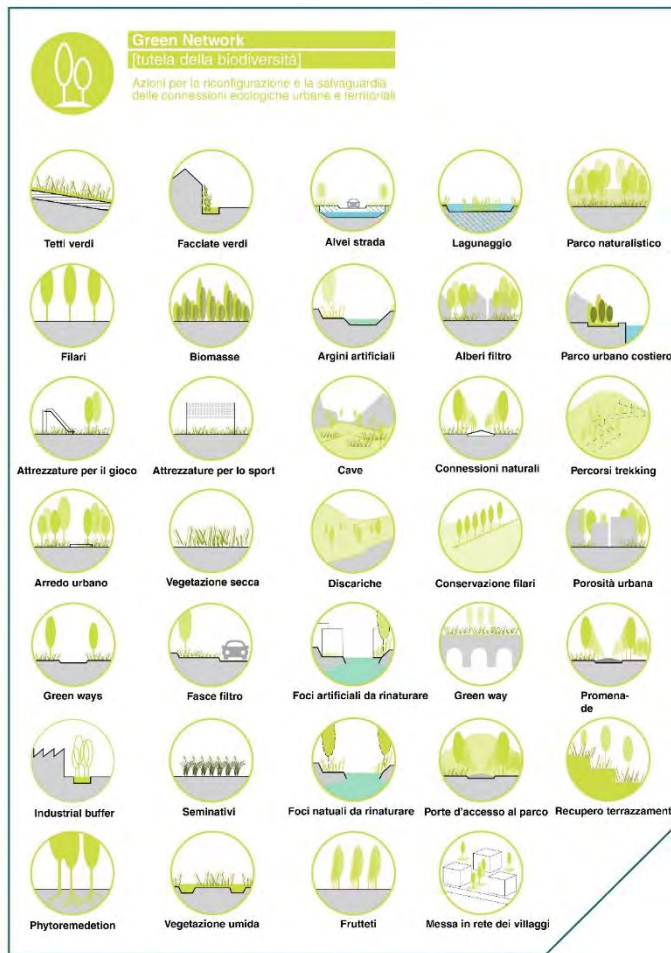 Green Network
[tutela della biodiversità]
Azioni per la riconfigurazione e la salvaguardia
delle connessioni ecologiche urbane e territoriali
Tetti verdi
Facciate verdi
Alvei strada
Lagunaggio
Parco naturalistico
Filari
Biomasse
Argini artificiali
Alberi filtro
Parco urbano costiero
Attrezzature per il gioco
Attrezzature per lo sport
Cave
Connessioni naturali
Percorsi trekking
Arredo urbano
Vegetazione secca
Discariche
Conservazione filari
Porosità urbana
Green ways
Fasce filtro
Foci artificiali da rinaturare
Green way
Promena-
de
Industrial buffer
Seminativi
Foci natuali da rinaturare
Porte d'accesso al parco
Recupero terrazzament
Phytoremedetion
Vegetazione umida
Frutteti
Messa in rete dei villaggi